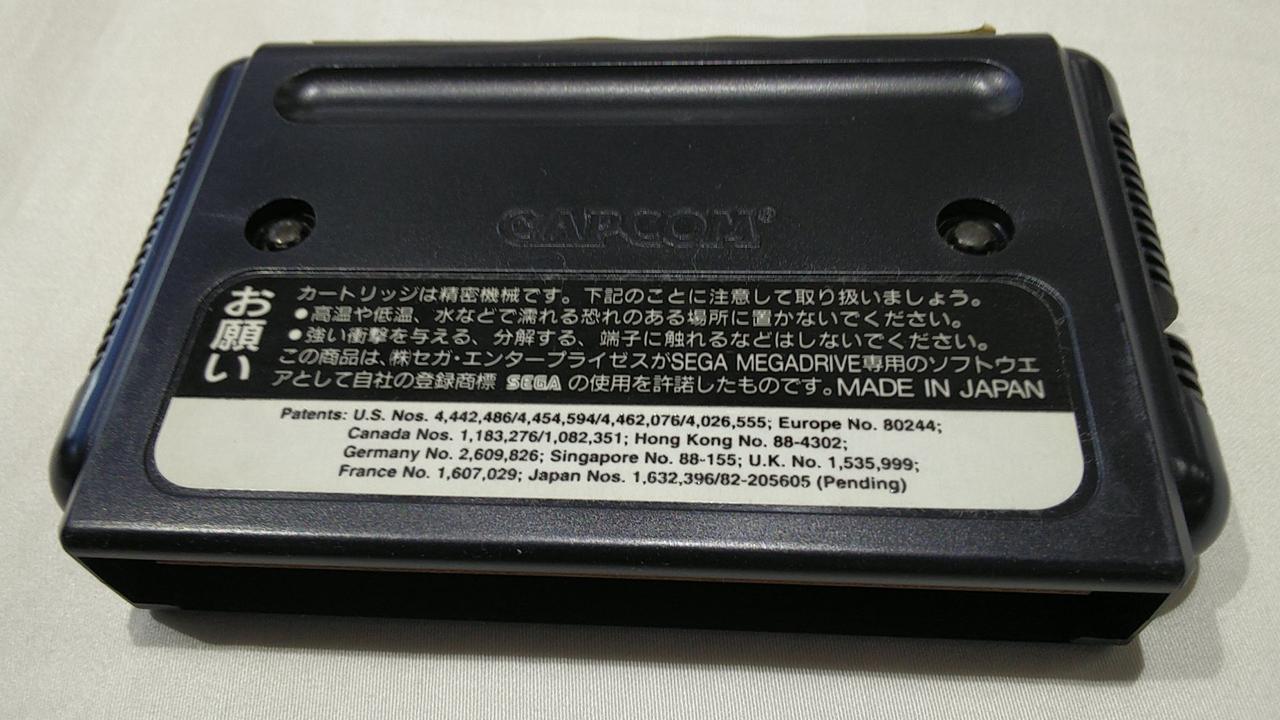 CAPCOM®
お願い
カートリッジは精密機械です。下記のことに注意して取り扱いましょう。
●高温や低温、水などで濡れる恐れのある場所に置かないでください。
●強い衝撃を与える、分解する、端子に触れるなどはしないでください。
この商品は、㈱セガ・エンタープライゼスがSEGA MEGADRIVE専用のソフトウエ
アとして自社の登録商標 SEGA の使用を許諾したものです。MADE IN JAPAN
Patents: U.S. Nos. 4,442,486/4,454,594/4,462,076/4,026,555; Europe No. 80244;
Canada Nos. 1,183,276/1,082,351; Hong Kong No. 88-4302;
Germany No. 2,609,826; Singapore No. 88-155; U.K. No. 1,535,999;
France No. 1,607,029; Japan Nos. 1,632,396/82-205605 (Pending)